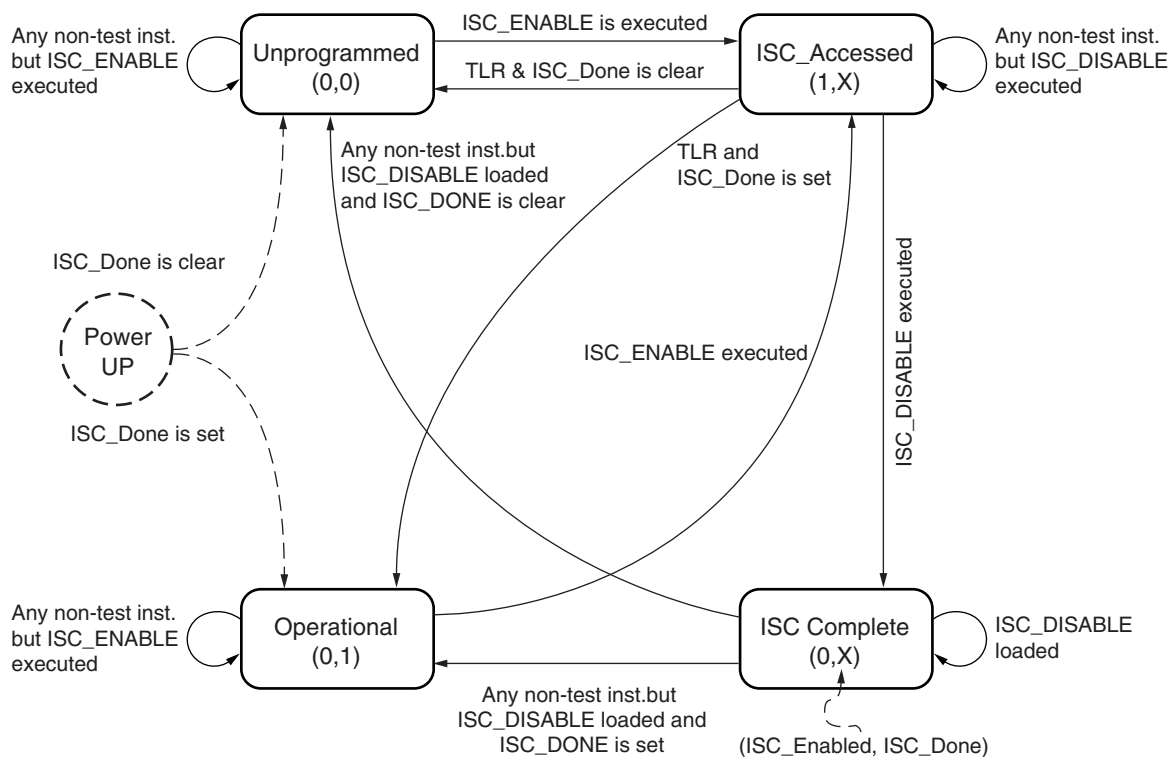 Any non-test inst.
but ISC_ENABLE
executed
Unprogrammed
(0,0)
ISC_ENABLE is executed
TLR & ISC_Done is clear
ISC_Accessed
(1,X)
Any non-test inst.
but ISC_DISABLE
executed
Any non-test inst.but
ISC_DISABLE loaded
and ISC_DONE is clear
TLR and
ISC_Done is set
ISC_Done is clear
Power
UP
ISC_Done is set
ISC_ENABLE executed
ISC_DISABLE executed
Any non-test inst.
but ISC_ENABLE
executed
Operational
(0,1)
ISC Complete
(0,X)
ISC_DISABLE
loaded
Any non-test inst.but
ISC_DISABLE loaded and
ISC_DONE is set
(ISC_Enabled, ISC_Done)